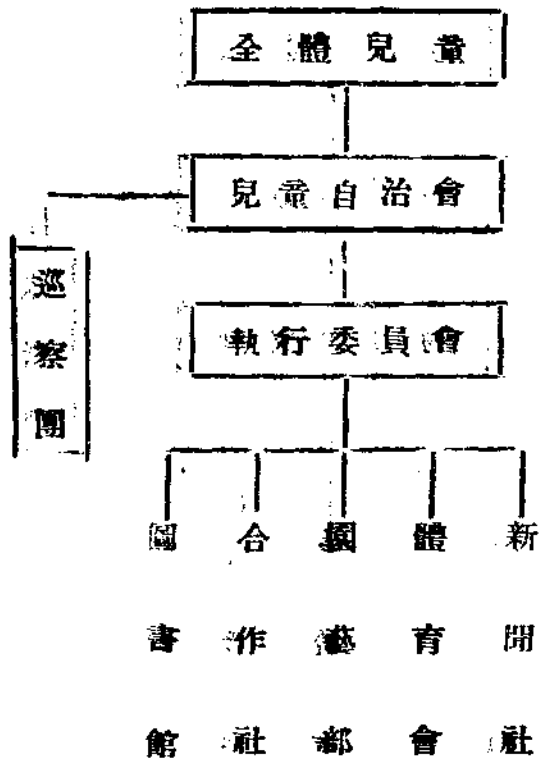 全體兒童
兒童自治會
巡察團
執行委員會
新聞社
體育會
園藝部
合作社
圖書館